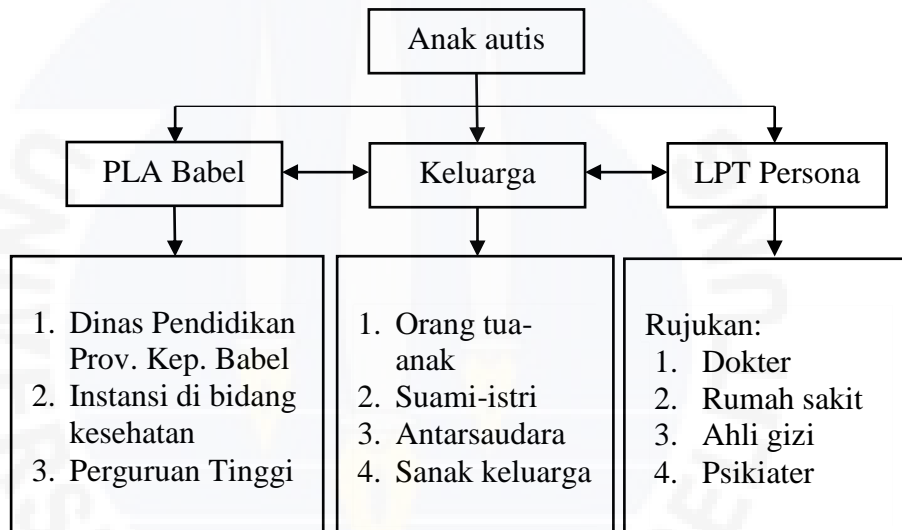 Anak autis
PLA Babel
Keluarga
LPT Persona
1. Dinas Pendidikan
Prov. Kep. Babel
2. Instansi di bidang
kesehatan
3. Perguruan Tinggi
1. Orang tua-
anak
2. Suami-istri
3. Antarsaudara
4. Sanak keluarga
Rujukan:
1. Dokter
2. Rumah sakit
3. Ahli gizi
4. Psikiater